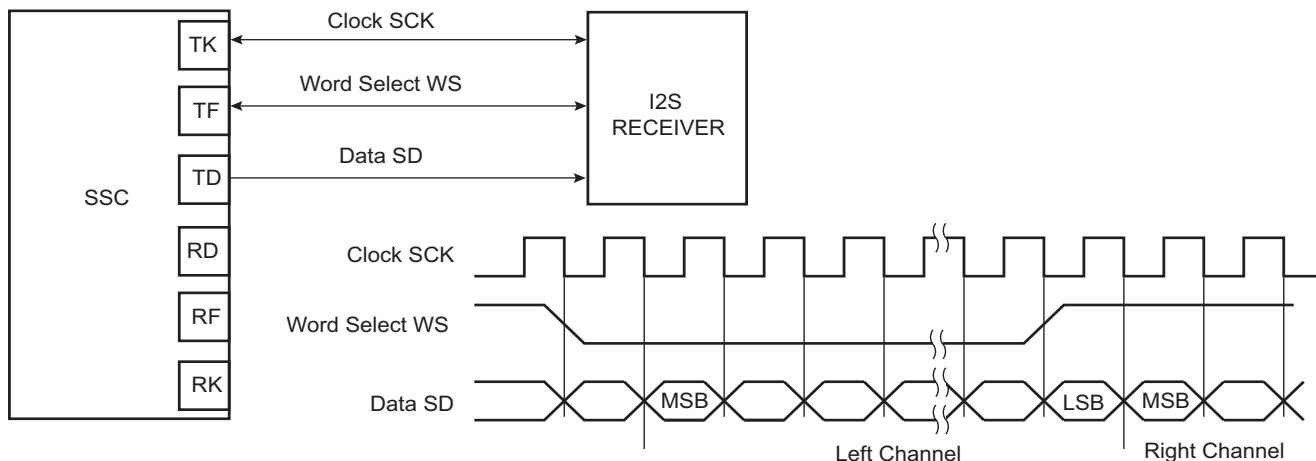 Clock SCK
TK
Word Select WS
TF
I2S
RECEIVER
Data SD
TD
SSC
RD
Clock SCK
RF
Word Select WS
RK
Data SD
MSB
LSB
MSB
Left Channel
Right Channel